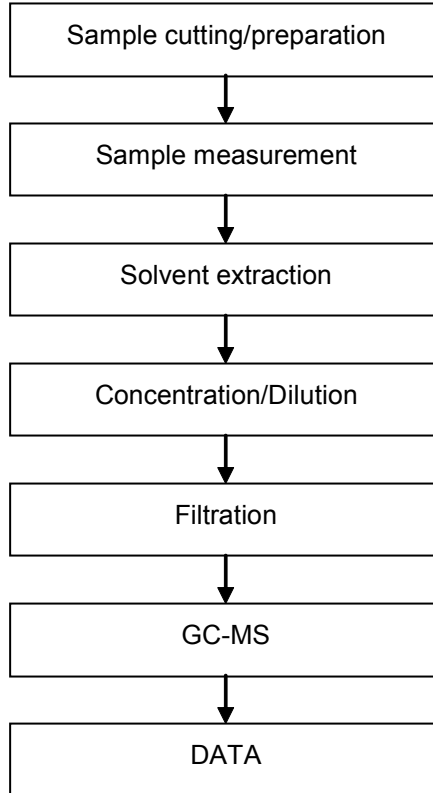 Sample cutting/preparation
Sample measurement
Solvent extraction
Concentration/Dilution
Filtration
GC-MS
DATA